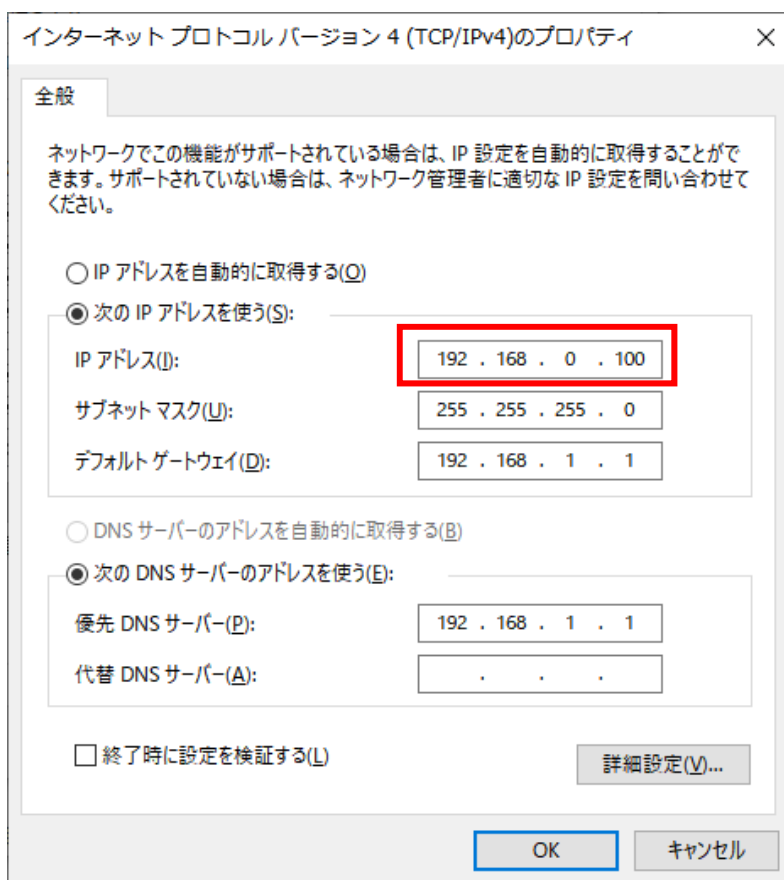 インターネット プロトコル バージョン 4 (TCP/IPv4)のプロパティ
全般
ネットワークでこの機能がサポートされている場合は、IP 設定を自動的に取得することがで
きます。サポートされていない場合は、ネットワーク管理者に適切な IP 設定を問い合わせて
ください。
IP アドレスを自動的に取得する(O)
次の IP アドレスを使う(S):
IP アドレス(I): 192 . 168 . 0 . 100
サブネット マスク(U): 255 . 255 . 255 . 0
デフォルト ゲートウェイ(D): 192 . 168 . 1 . 1
DNS サーバーのアドレスを自動的に取得する(B)
次の DNS サーバーのアドレスを使う(E):
優先 DNS サーバー(P): 192 . 168 . 1 . 1
代替 DNS サーバー(A): . . .
終了時に設定を検証する(L)
詳細設定(V)...
OK キャンセル